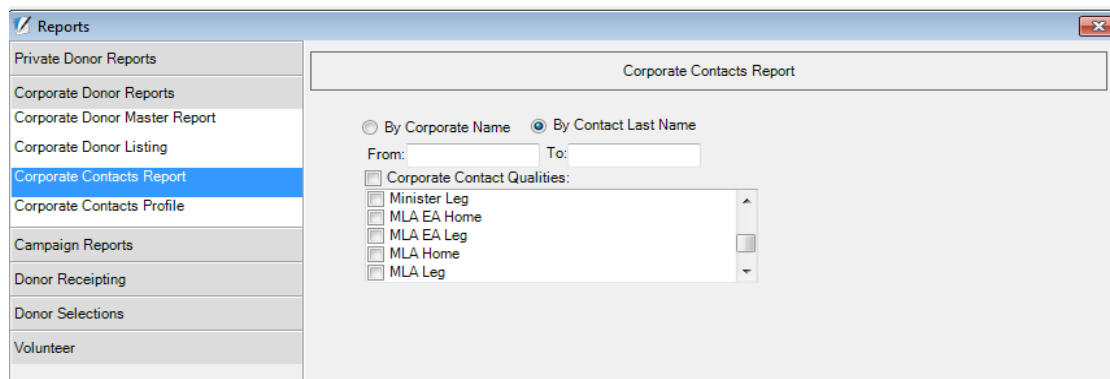 Reports
Private Donor Reports
Corporate Donor Reports
Corporate Donor Master Report
Corporate Donor Listing
Corporate Contacts Report
Corporate Contacts Profile
Campaign Reports
Donor Receipting
Donor Selections
Volunteer
Corporate Contacts Report
By Corporate Name By Contact Last Name
From: To:
Corporate Contact Qualities:
Minister Leg
MLA EA Home
MLA EA Leg
MLA Home
MLA Leg